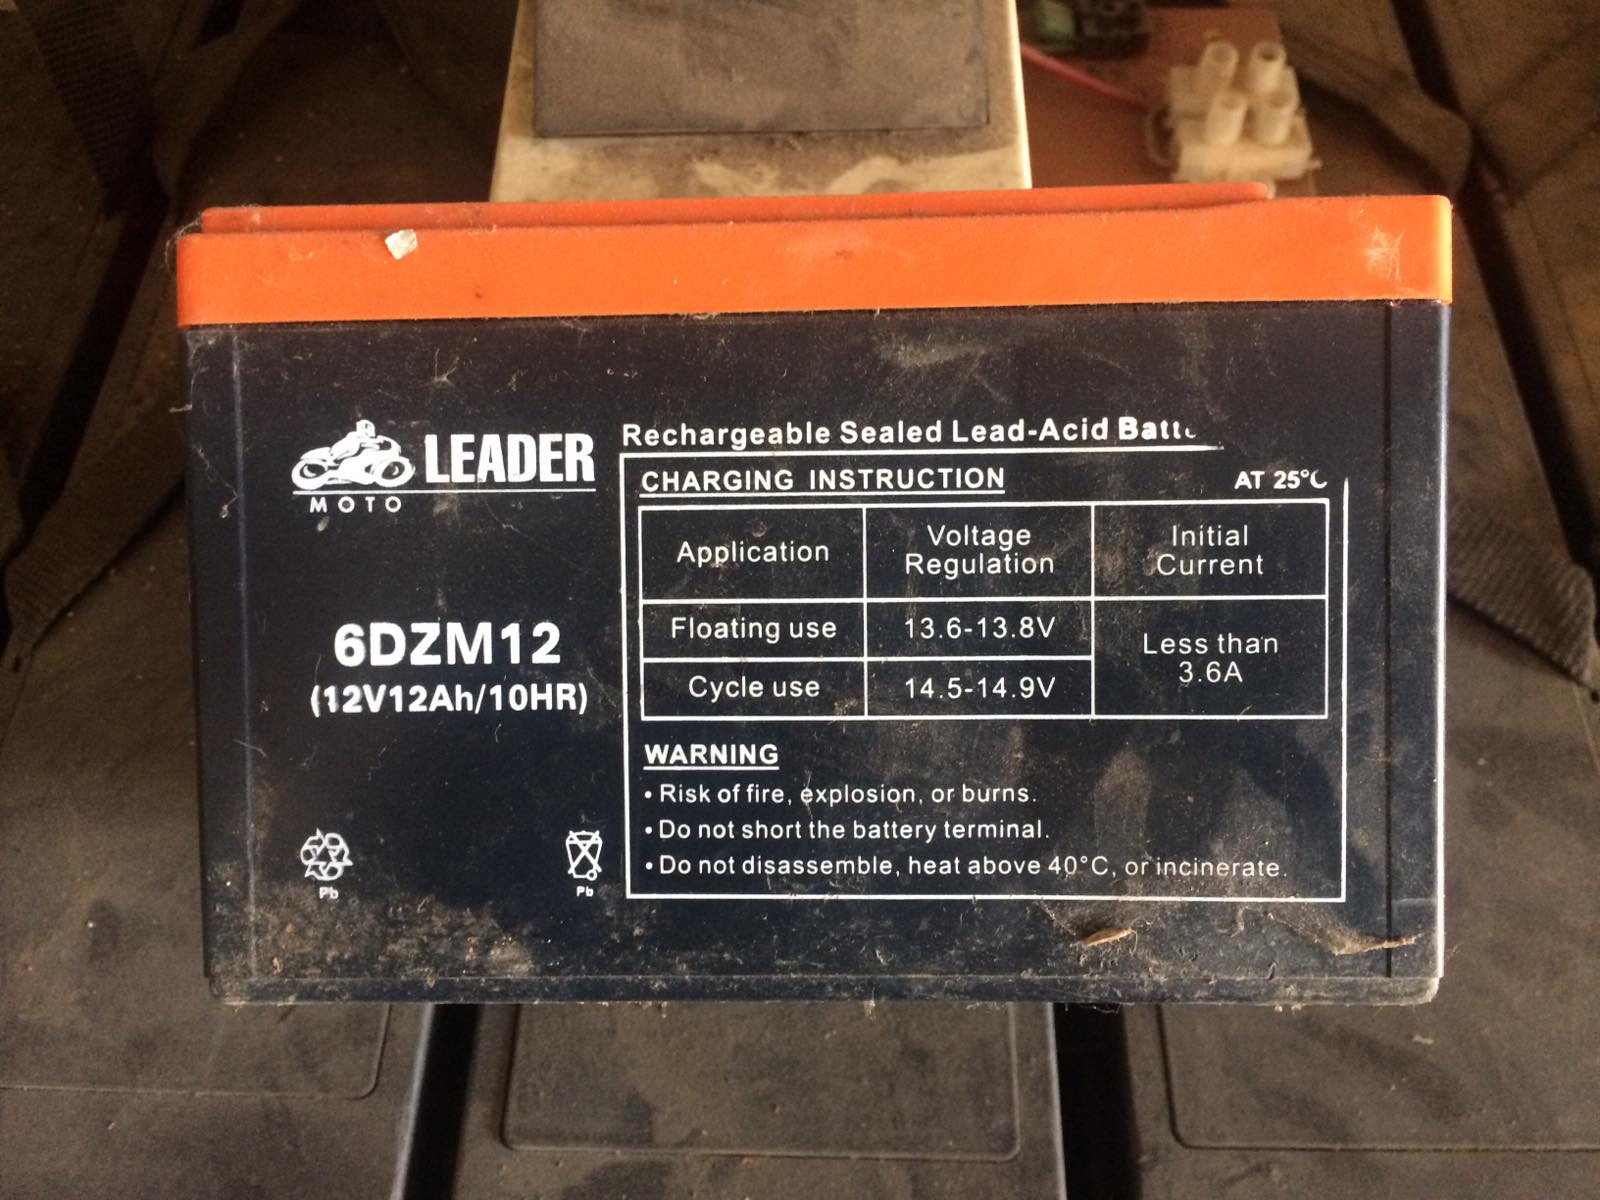 LEADER
MOTO
6DZM12
(12V12Ah/10HR)
Pb
Pb
Rechargeable Sealed Lead-Acid
CHARGING INSTRUCTION AT 25°C
Application Voltage Regulation Initial Current
Floating use 13.6-13.8V Less than 3.6A
Cycle use 14.5-14.9V
WARNING
• Risk of fire, explosion, or burns.
• Do not short the battery terminal.
• Do not disassemble, heat above 40°C, or incinerate.